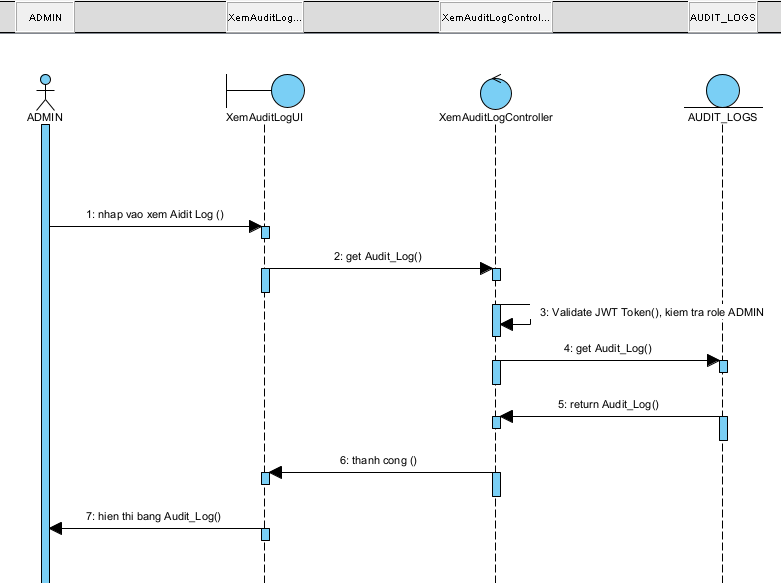 ADMIN
XemAuditLog...
XemAuditLogControl...
AUDIT_LOGS
ADMIN
XemAuditLogUI
XemAuditLogController
AUDIT_LOGS
1: nhap vao xem Aidit Log ()
2: get Audit_Log()
3: Validate JWT Token(), kiem tra role ADMIN
4: get Audit_Log()
5: return Audit_Log()
6: thanh cong ()
7: hien thi bang Audit_Log()